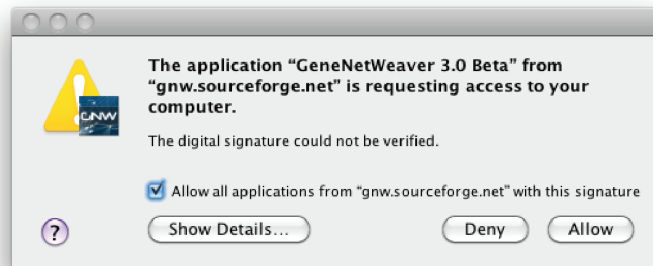 The application “GeneNetWeaver 3.0 Beta” from
“gnw.sourceforge.net” is requesting access to your
computer.
GNW
The digital signature could not be verified.
Allow all applications from “gnw.sourceforge.net” with this signature
?
Show Details...
Deny
Allow